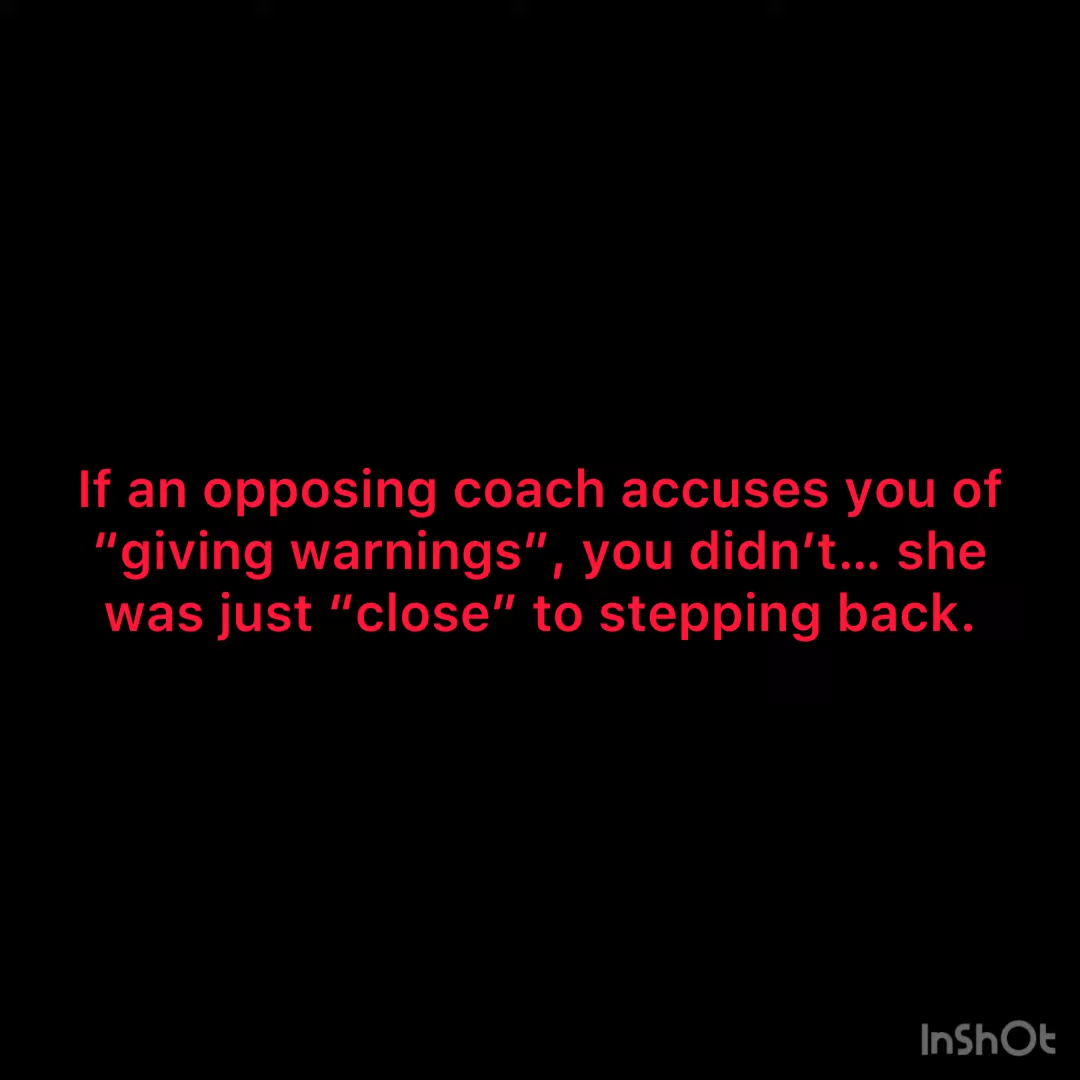 If an opposing coach accuses you of
“giving warnings”, you didn’t... she
was just “close” to stepping back.
InShOt